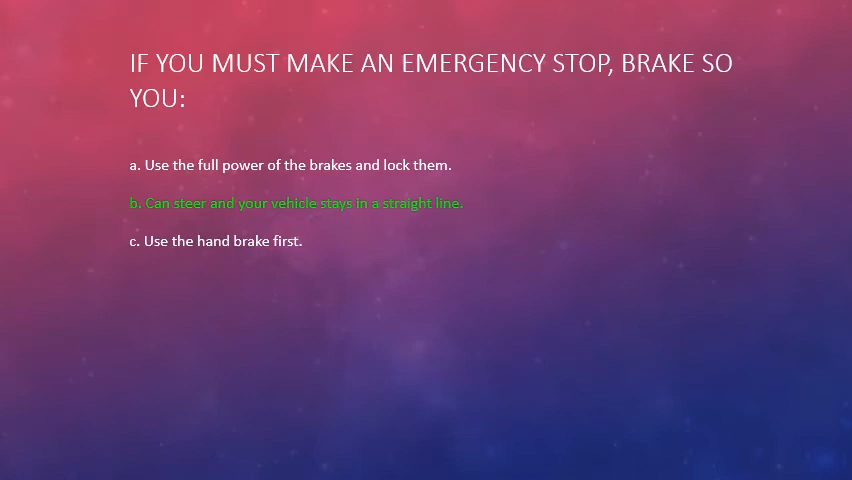 IF YOU MUST MAKE AN EMERGENCY STOP, BRAKE SO
YOU:
a. Use the full power of the brakes and lock them.
b. Can steer and your vehicle stays in a straight line.
c. Use the hand brake first.